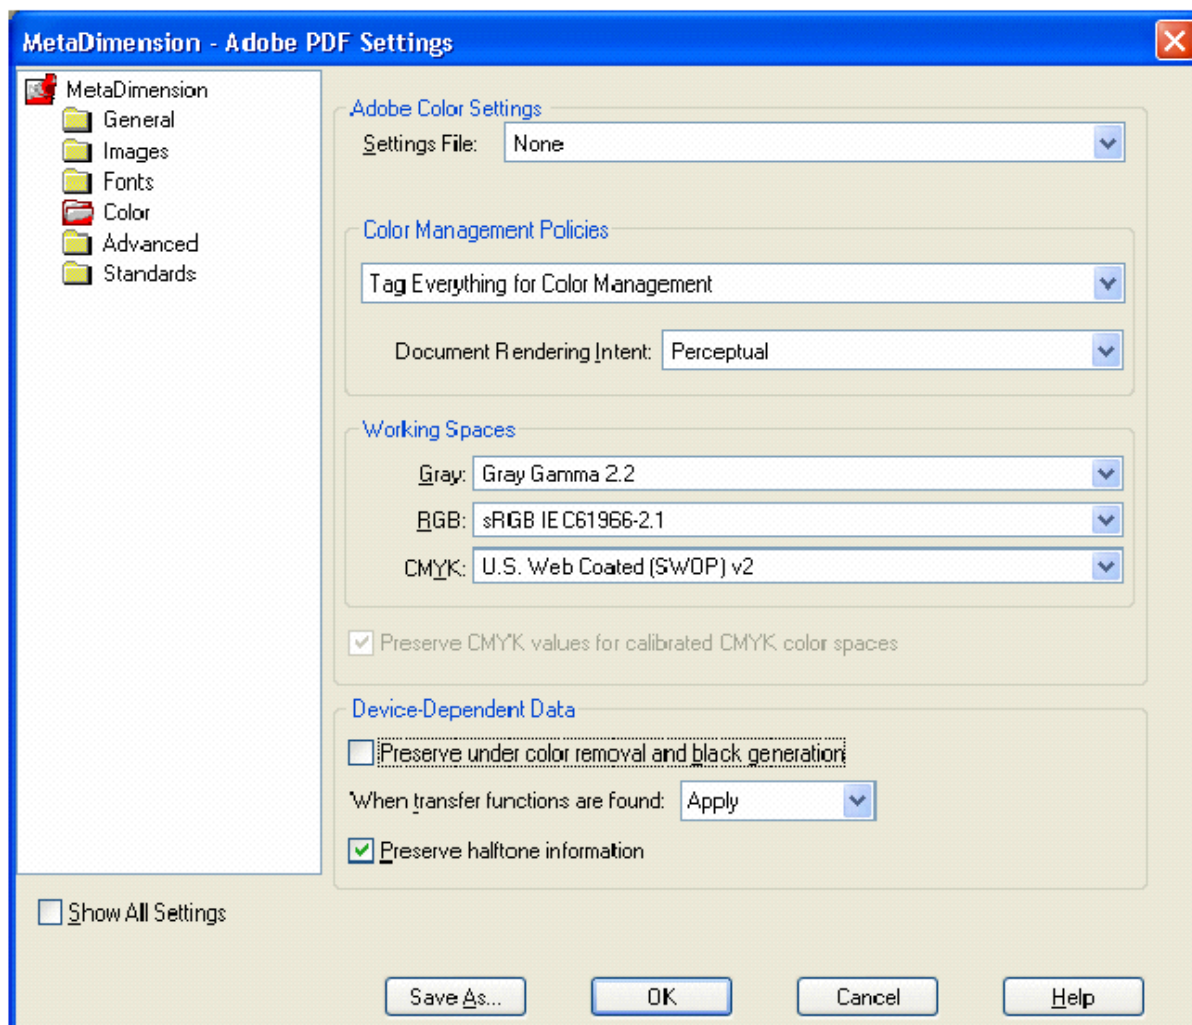 MetaDimension - Adobe PDF Settings
MetaDimension
General
Images
Fonts
Color
Advanced
Standards
Show All Settings
Adobe Color Settings
Settings File: None
Color Management Policies
Tag Everything for Color Management
Document Rendering Intent: Perceptual
Working Spaces
Gray: Gray Gamma 2.2
RGB: sRGB IEC61966-2.1
CMYK: U.S. Web Coated (SWOP) v2
Preserve CMYK values for calibrated CMYK color spaces
Device-Dependent Data
Preserve under color removal and black generation
When transfer functions are found: Apply
Preserve halftone information
Save As... OK Cancel Help